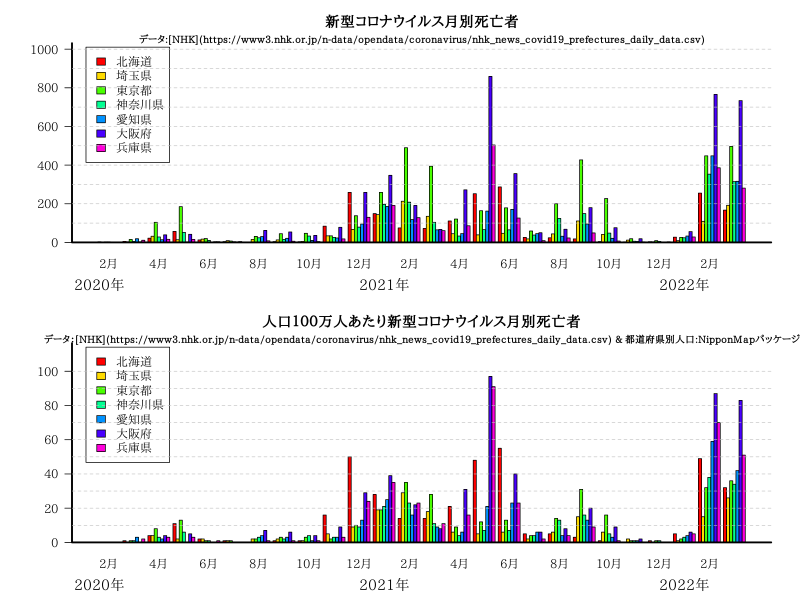 新型コロナウイルス月別死亡者
データ:[NHK](https://www3.nhk.or.jp/n-data/opendata/coronavirus/nhk_news_covid19_prefectures_daily_data.csv)
1000
800
600
400
200
0
北海道
埼玉県
東京都
神奈川県
愛知県
大阪府
兵庫県
2月 4月 6月 8月 10月 12月 2月 4月 6月 8月 10月 12月 2月
2020年 2021年 2022年
人口100万人あたり新型コロナウイルス月別死亡者
データ:[NHK](https://www3.nhk.or.jp/n-data/opendata/coronavirus/nhk_news_covid19_prefectures_daily_data.csv) & 都道府県別人口:NipponMapパッケージ
100
80
60
40
20
0
北海道
埼玉県
東京都
神奈川県
愛知県
大阪府
兵庫県
2月 4月 6月 8月 10月 12月 2月 4月 6月 8月 10月 12月 2月
2020年 2021年 2022年